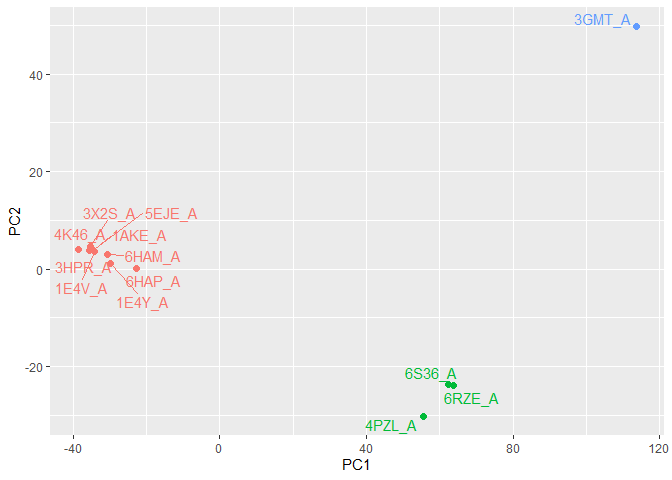 3GMT_A
40
20
3X2S_A
5EJE_A
4K46_A
1AKE_A
6HAM_A
3HPR_A
0
6HAP_A
1E4V_A
1E4Y_A
PC2
-20
6S36_A
6RZE_A
4PZL_A
-40
0
40
80
120
PC1